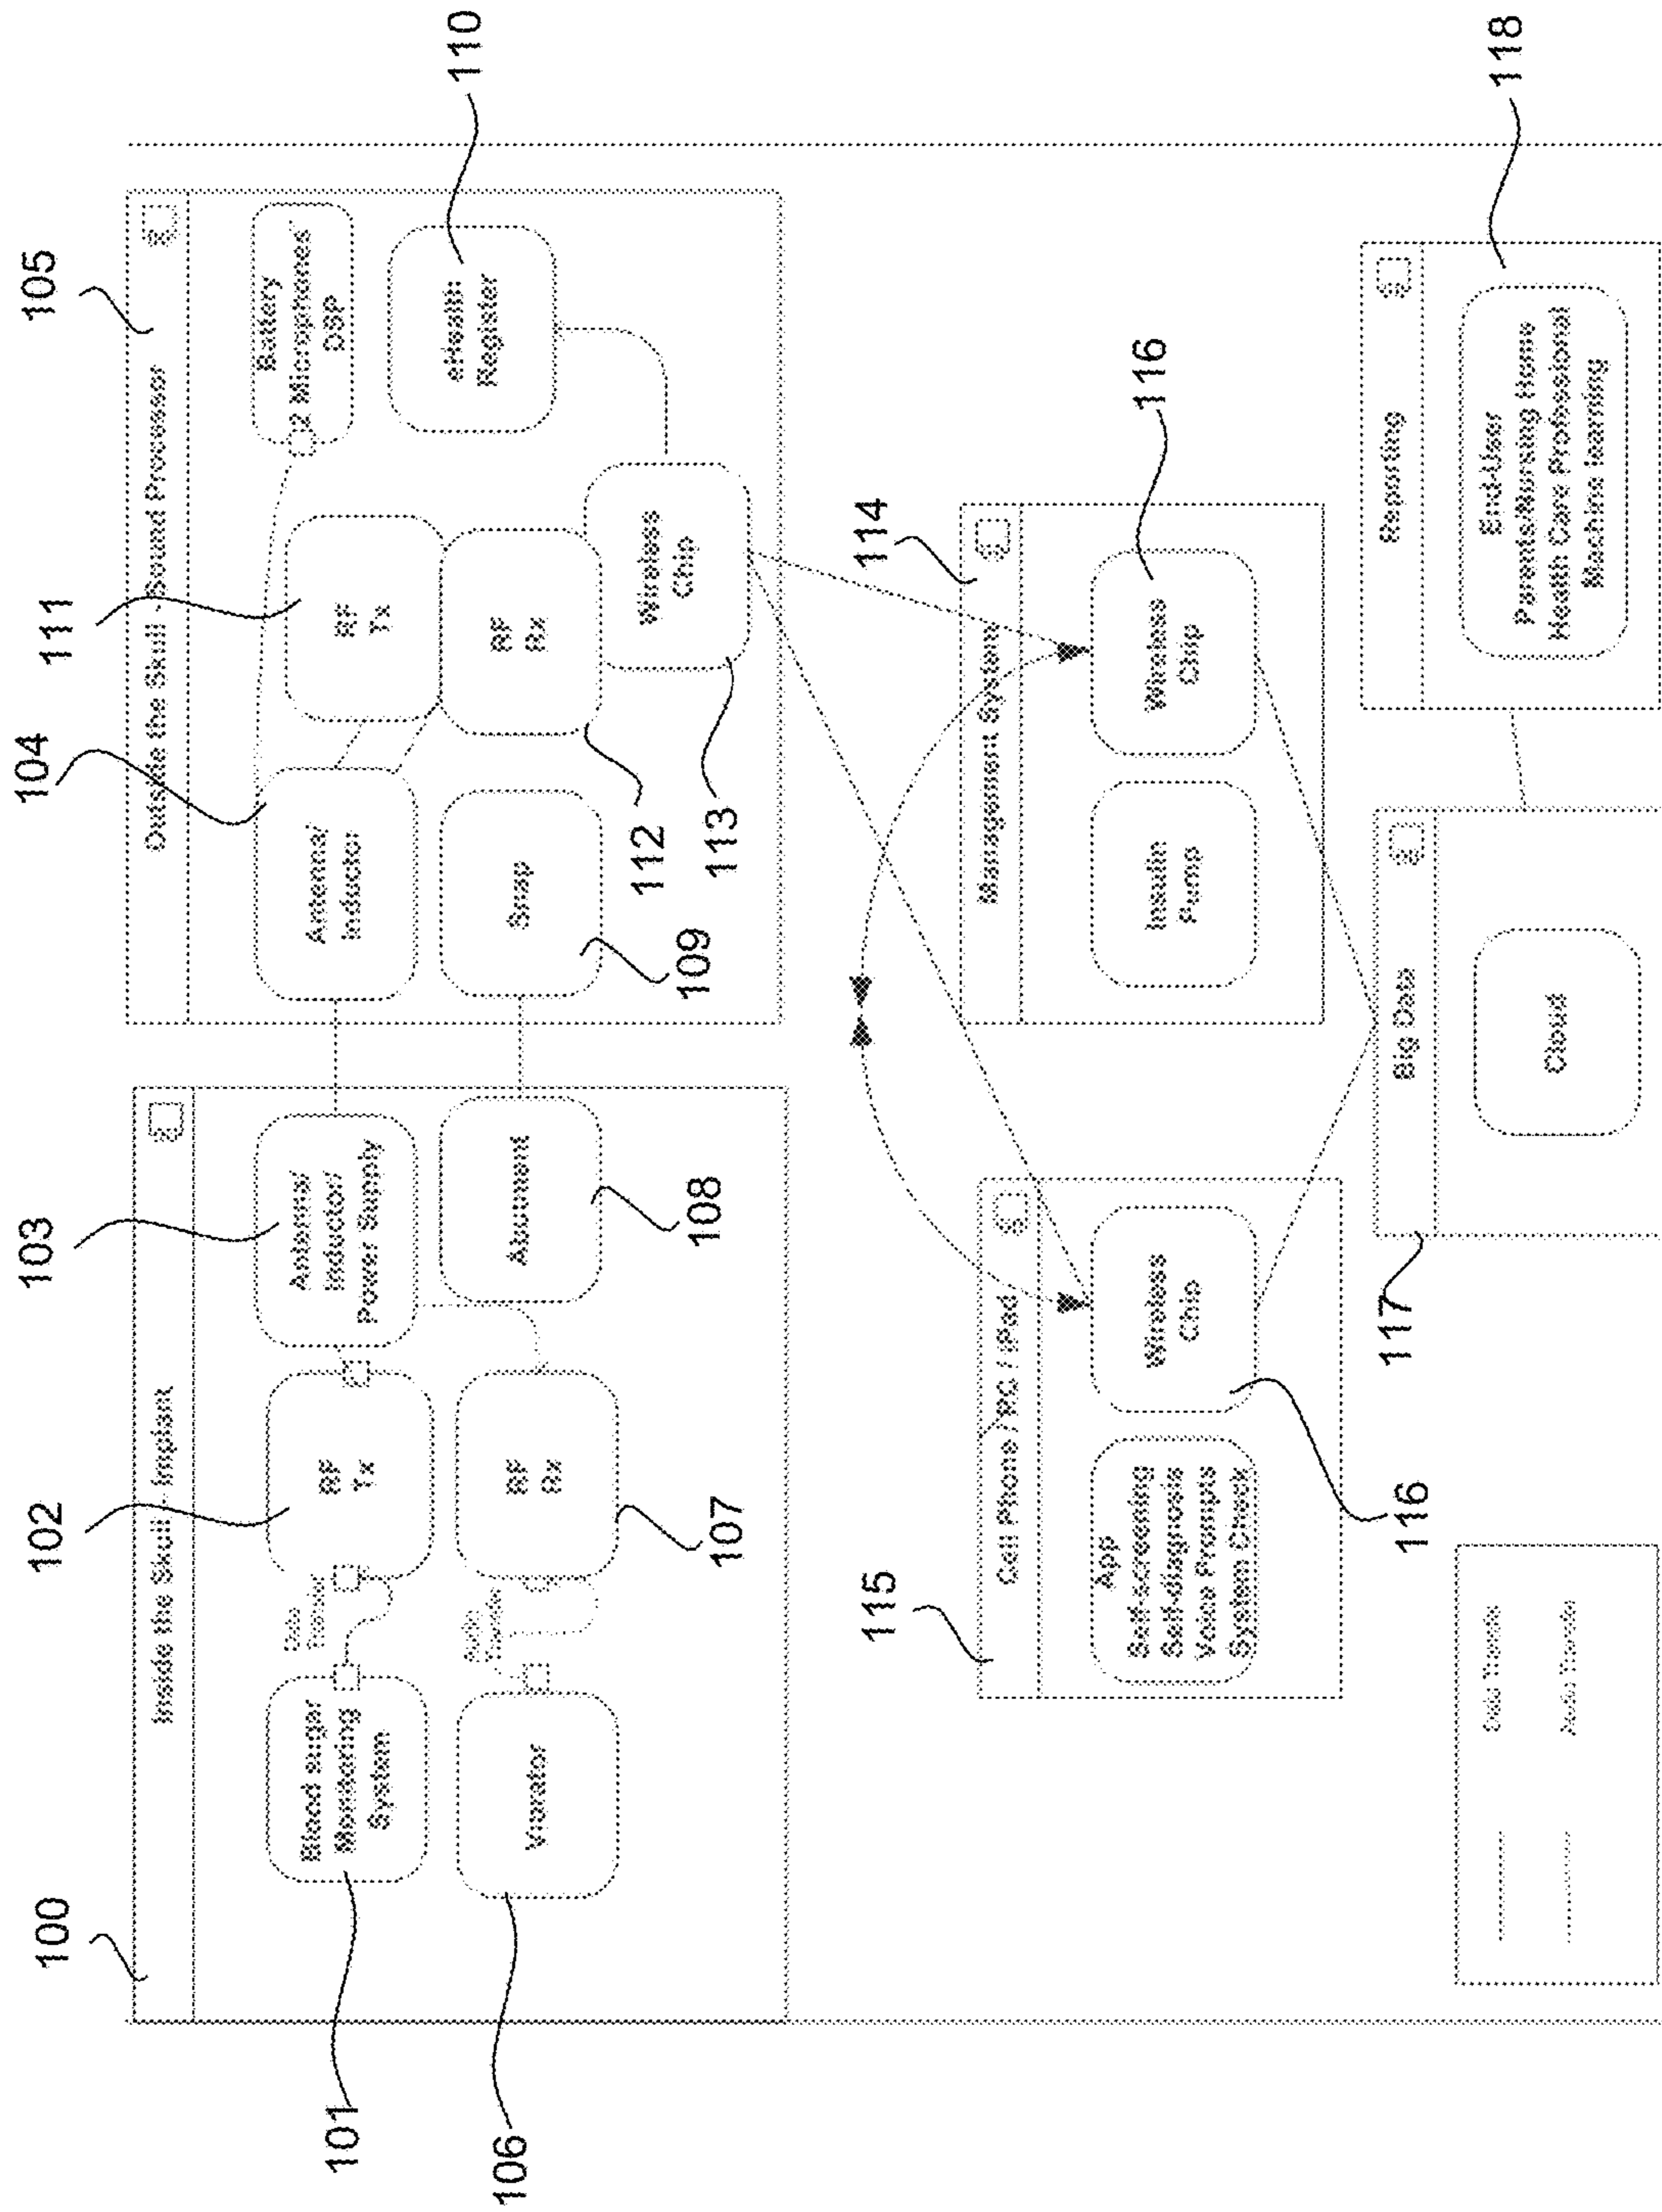 100
Inside the Skull - Implant
101
Blood sugar
Monitoring
System
Data
Transfer
102
RF
Tx
103
Antenna/
Inductor/
Power Supply
106
Vibrator
Audio
Transfer
107
RF
Rx
108
Abutment
105
Outside the Skull - Sound Processor
104
Antenna/
Inductor
111
RF
Tx
Battery
2 Microphones
DSP
109
Snap
112
RF
Rx
110
eHealth
Register
113
Wireless
Chip
115
Cell Phone / PC / iPad
App
Self-screening
Self-diagnosis
Voice Prompts
System Check
116
Wireless
Chip
114
Management System
Insulin
Pump
116
Wireless
Chip
117
Big Data
Cloud
Reporting
118
End-User
Parents/Nursing Home
Health Care Professional
Machine learning
Data Transfer
Audio Transfer